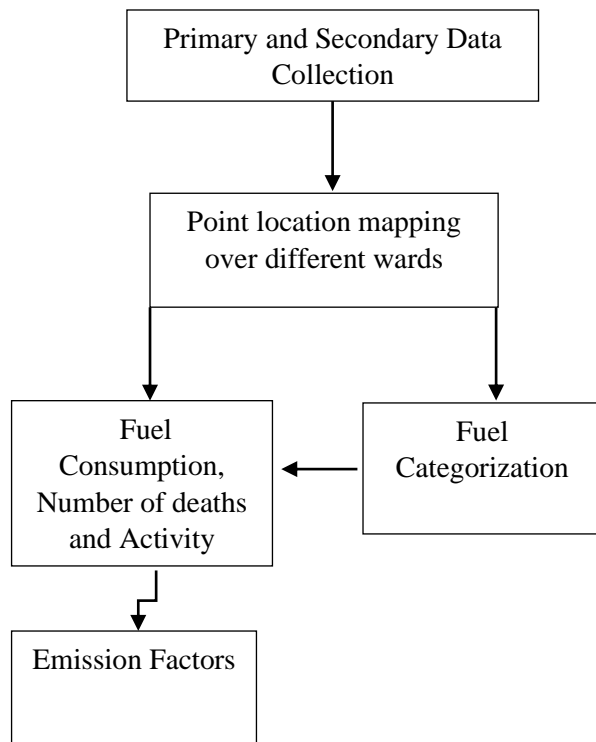 Primary and Secondary Data
Collection
Point location mapping
over different wards
Fuel
Consumption,
Number of deaths
and Activity
Fuel
Categorization
Emission Factors